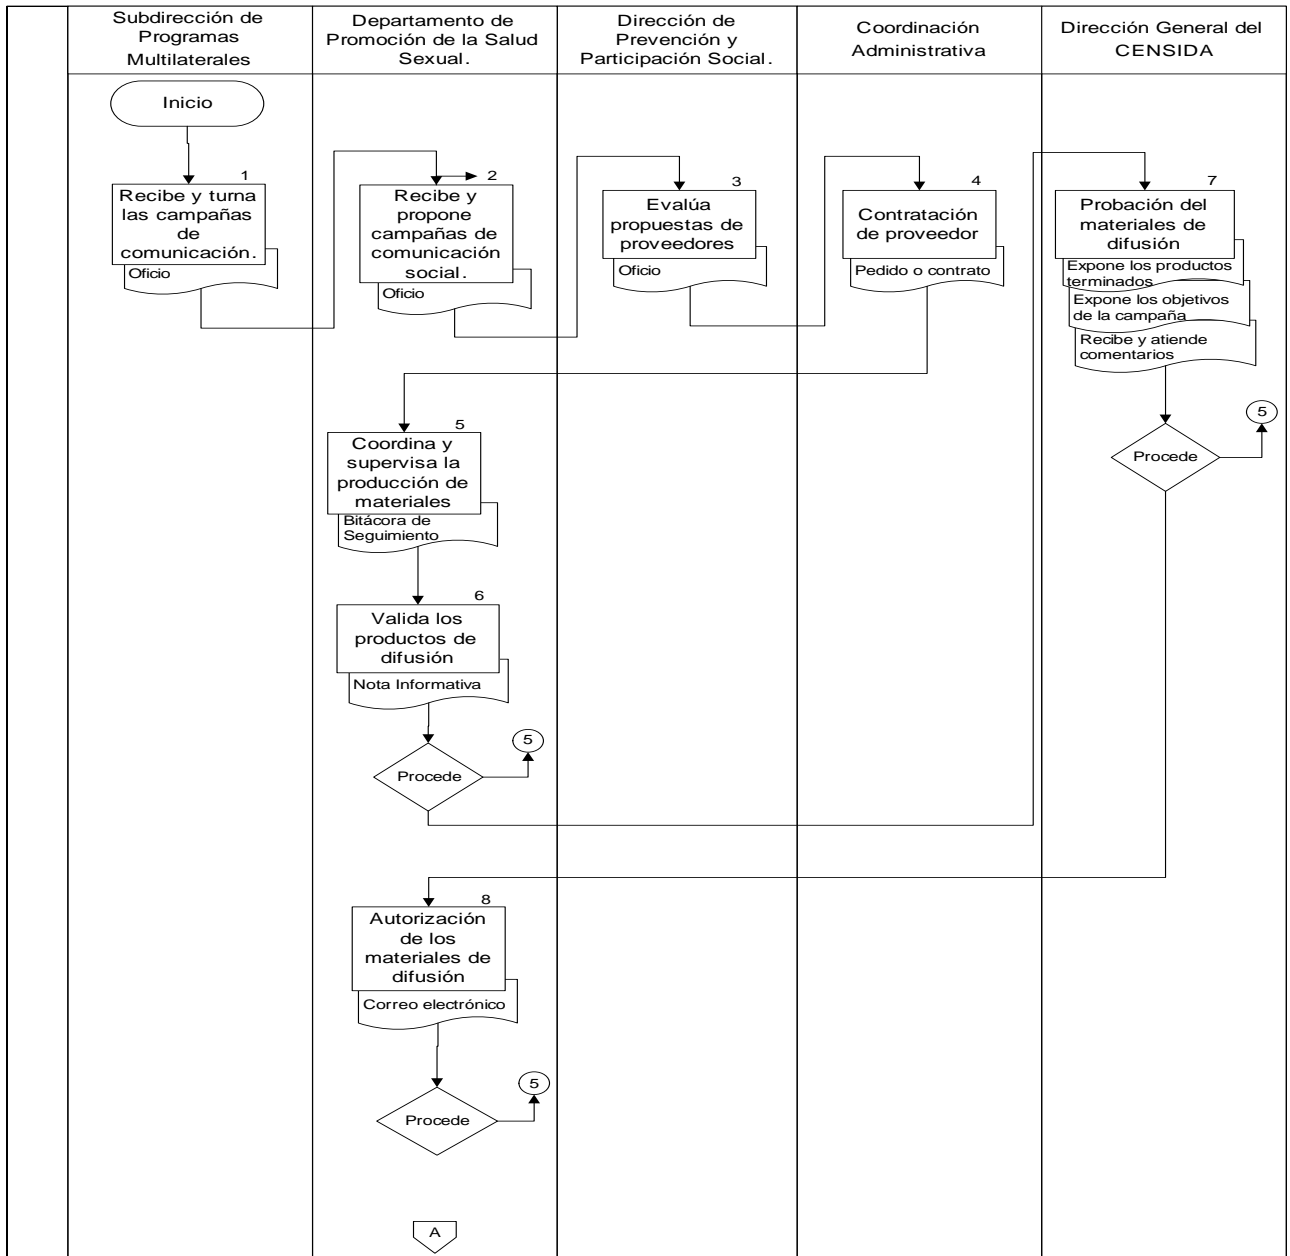 Subdirección de
Programas
Multilaterales
Departamento de
Promoción de la Salud
Sexual.
Dirección de
Prevención y
Participación Social.
Coordinación
Administrativa
Dirección General del
CENSIDA
Inicio
1
Recibe y turna
las campañas
de
comunicación.
Oficio
2
Recibe y
propone
campañas de
comunicación
social.
Oficio
3
Evalúa
propuestas de
proveedores
Oficio
4
Contratación
de proveedor
Pedido o contrato
7
Probación del
materiales de
difusión
Expone los productos
terminados
Expone los objetivos
de la campaña
Recibe y atiende
comentarios
Procede
5
5
Coordina y
supervisa la
producción de
materiales
Bitácora de
Seguimiento
6
Valida los
productos de
difusión
Nota Informativa
Procede
5
8
Autorización
de los
materiales de
difusión
Correo electrónico
Procede
5
A